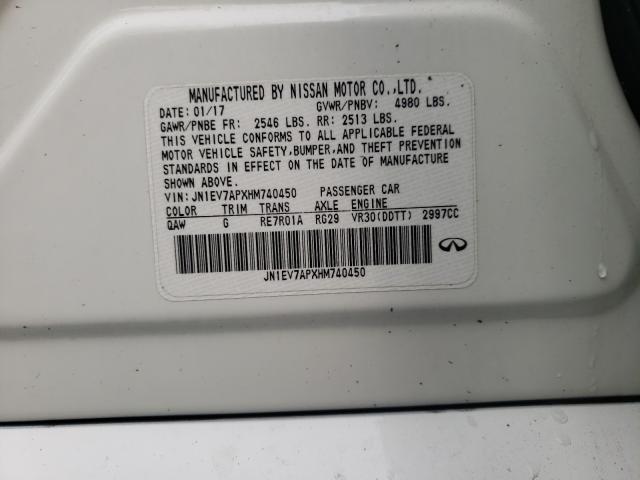 MANUFACTURED BY NISSAN MOTOR CO.,LTD.
DATE: 01/17 GVWR/PNBV: 4980 LBS.
GAWR/PNBE FR: 2546 LBS. RR: 2513 LBS.
THIS VEHICLE CONFORMS TO ALL APPLICABLE FEDERAL
MOTOR VEHICLE SAFETY,BUMPER,AND THEFT PREVENTION
STANDARDS IN EFFECT ON THE DATE OF MANUFACTURE
SHOWN ABOVE.
VIN: JN1EV7APXHM740450 PASSENGER CAR
COLOR TRIM TRANS AXLE ENGINE
QAW G RE7R01A RG29 VR30(DDTT) 2997CC
JN1EV7APXHM740450